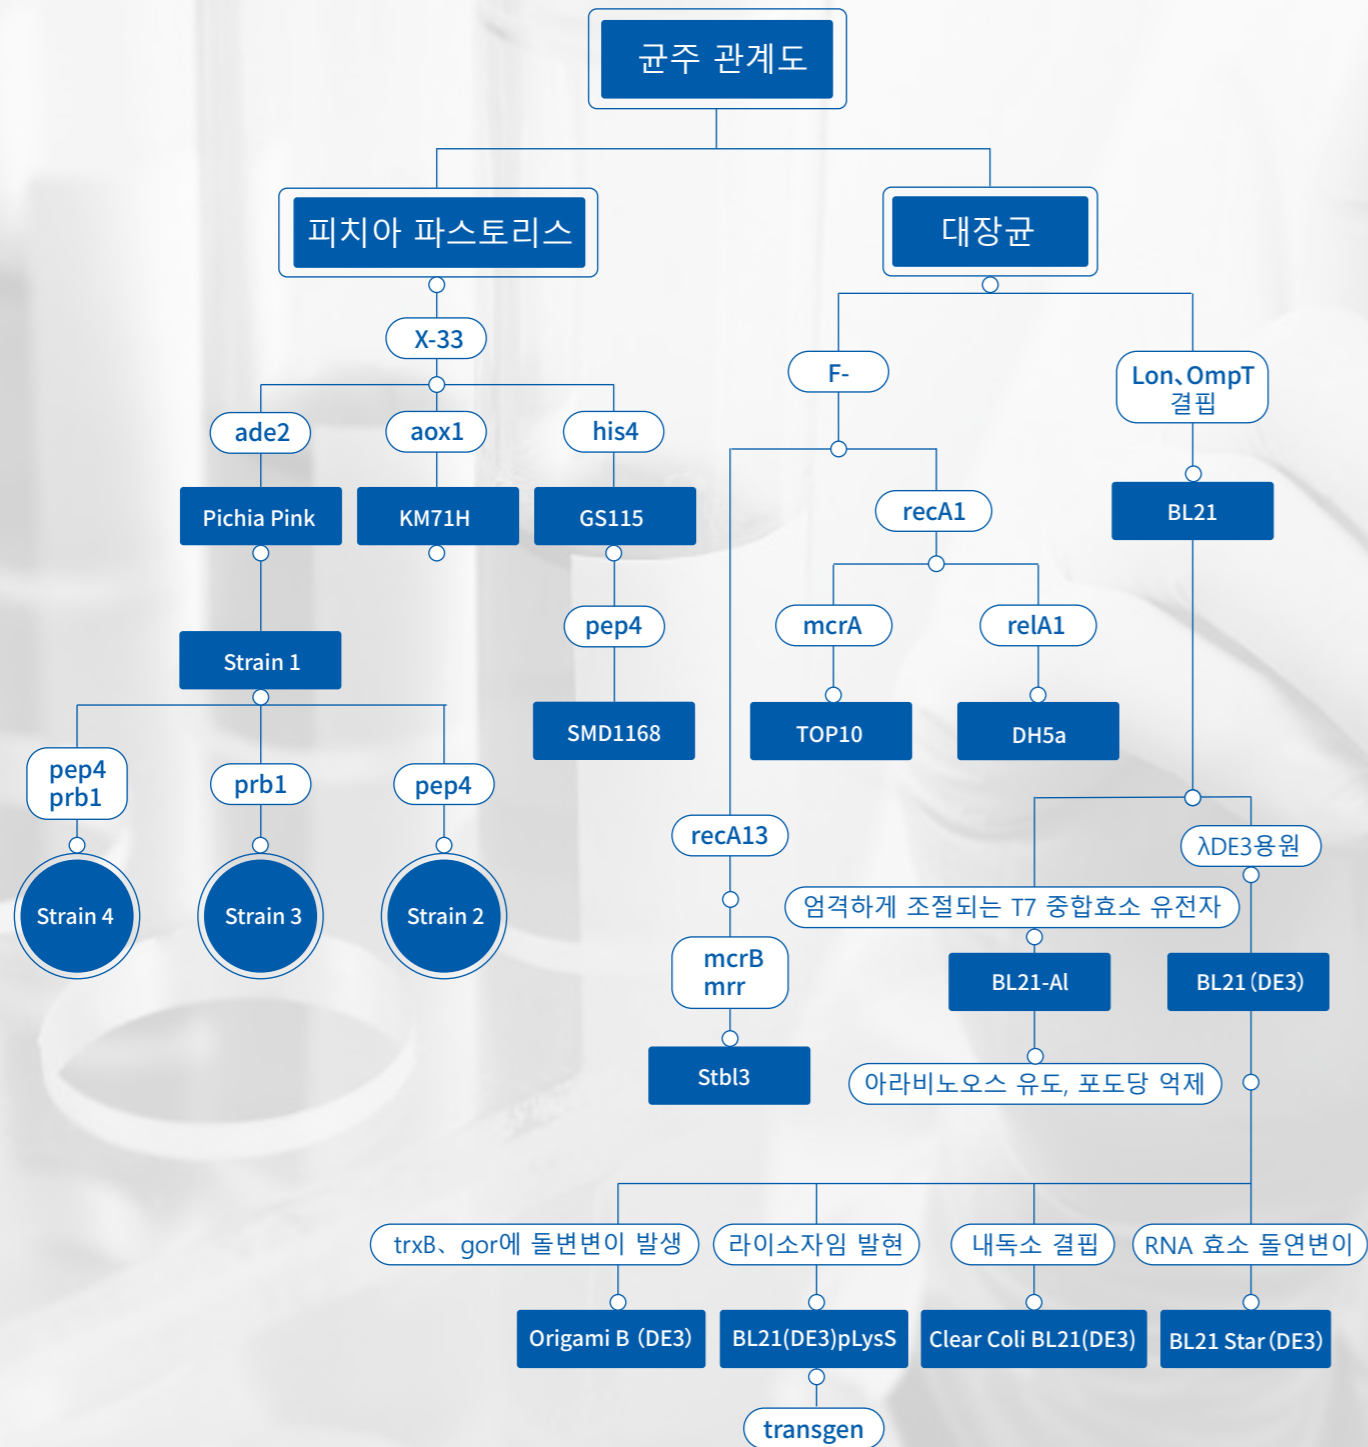 균주 관계도
피치아 파스토리스
대장균
X-33
F-
Lon、OmpT
결핍
ade2
aox1
his4
recA1
Pichia Pink
KM71H
GS115
BL21
pep4
mcrA
relA1
Strain 1
SMD1168
TOP10
DH5a
pep4
prb1
prb1
pep4
recA13
λDE3용원
엄격하게 조절되는 T7 중합효소 유전자
Strain 4
Strain 3
Strain 2
mcrB
mrr
BL21-Al
BL21（DE3）
Stbl3
아라비노오스 유도, 포도당 억제
trxB、gor에 돌변변이 발생
라이소자임 발현
내독소 결핍
RNA 효소 돌연변이
Origami B（DE3）
BL21(DE3)pLysS
Clear Coli BL21(DE3)
BL21 Star（DE3）
transgen